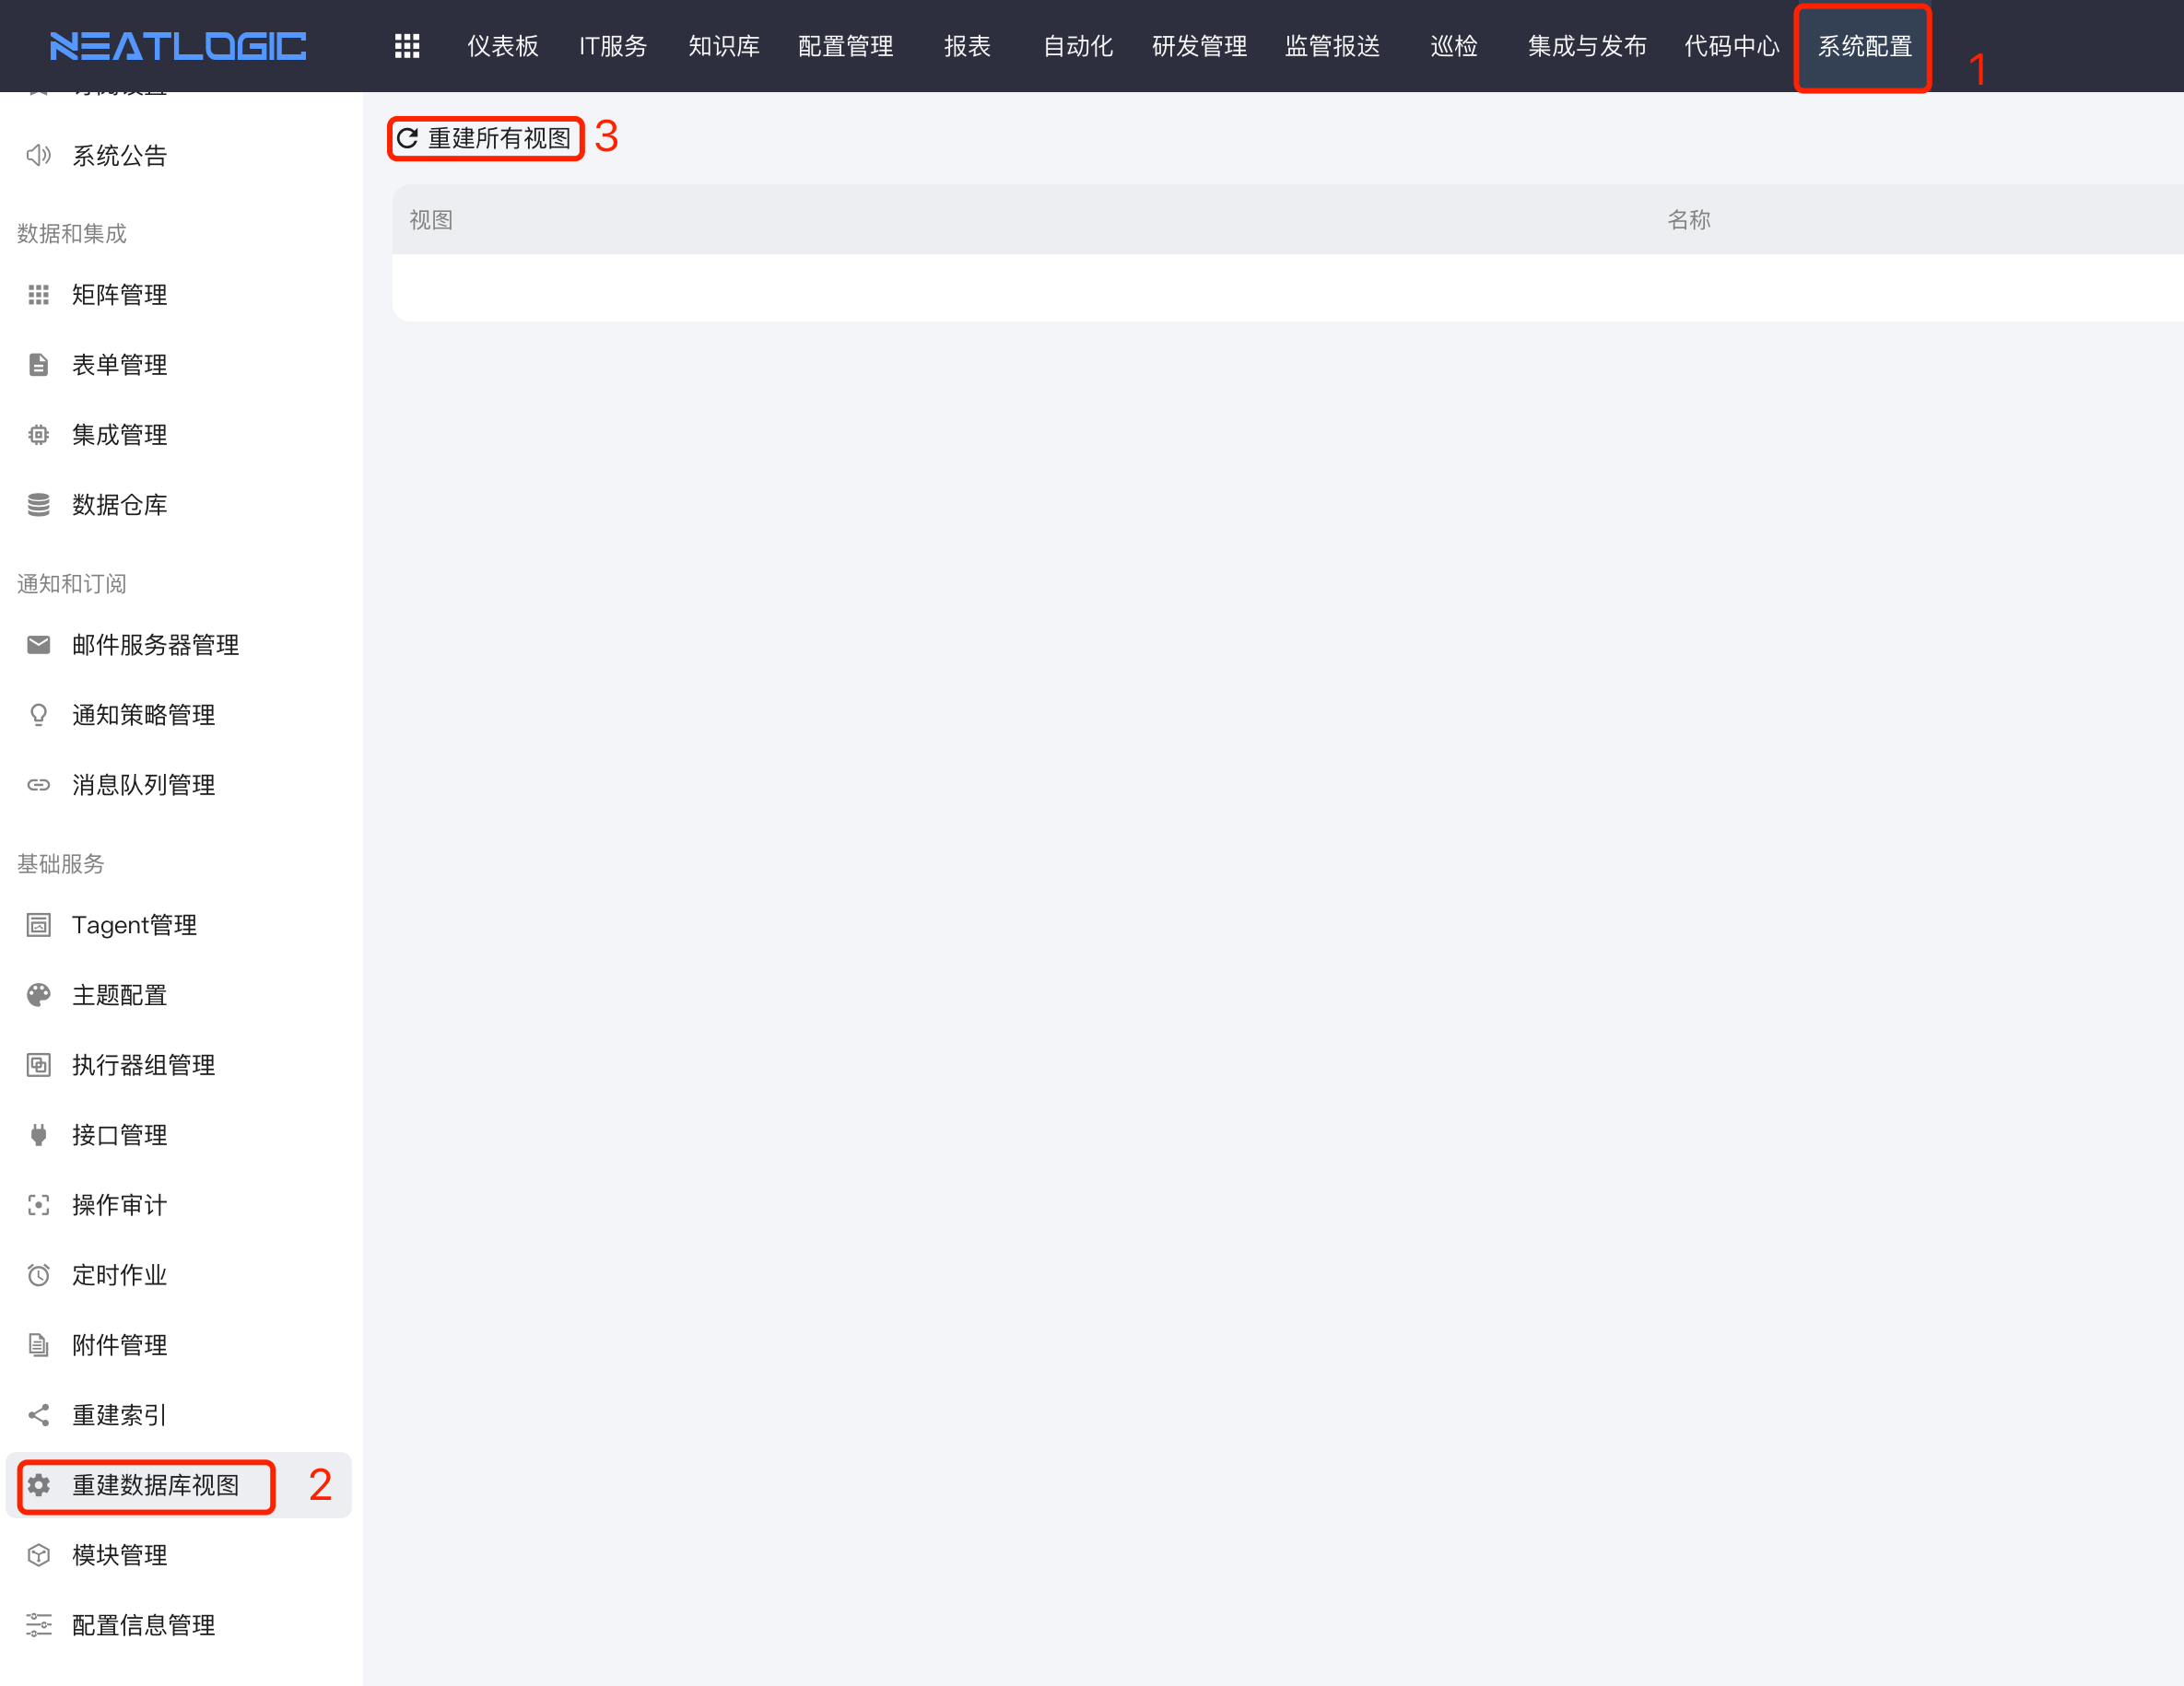 NEATLOGIC
仪表板 IT服务 知识库 配置管理 报表 自动化 研发管理 监管报送 巡检 集成与发布 代码中心 系统配置 1
系统公告
数据和集成
矩阵管理
表单管理
集成管理
数据仓库
通知和订阅
邮件服务器管理
通知策略管理
消息队列管理
基础服务
Tagent管理
主题配置
执行器组管理
接口管理
操作审计
定时作业
附件管理
重建索引
重建数据库视图 2
模块管理
配置信息管理
重建所有视图 3
视图 名称